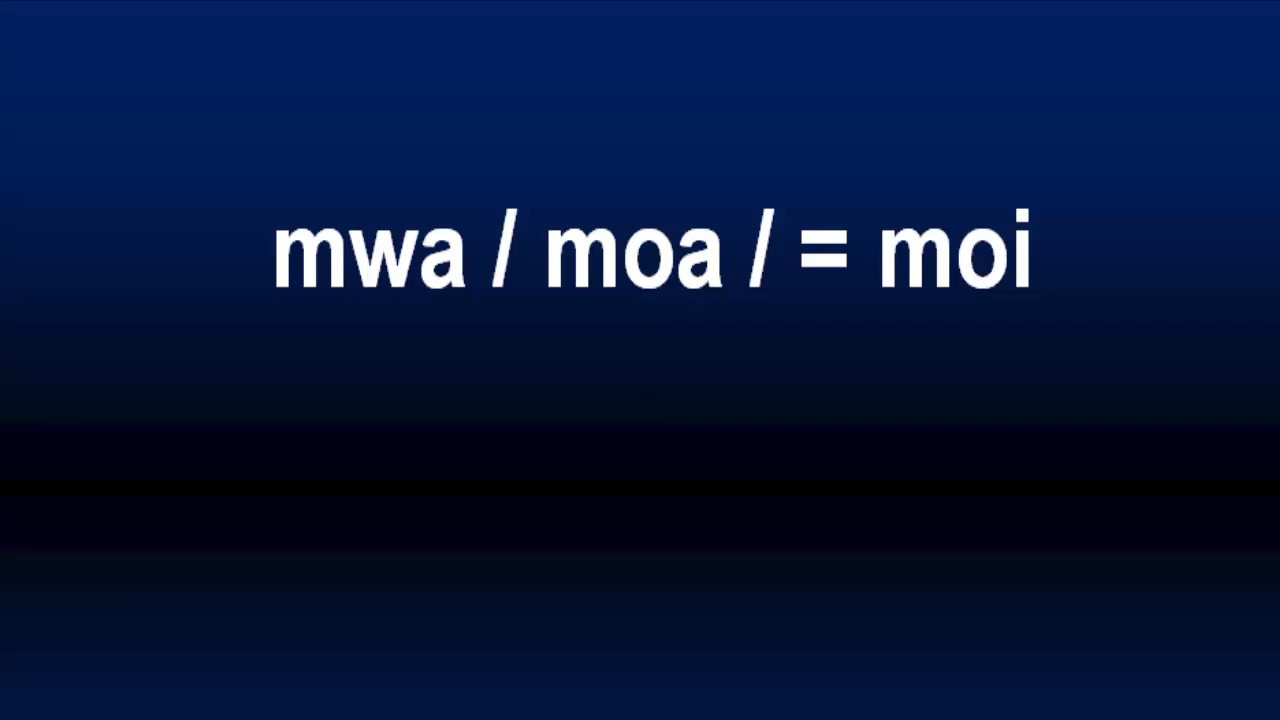 mwa / moa / = moi